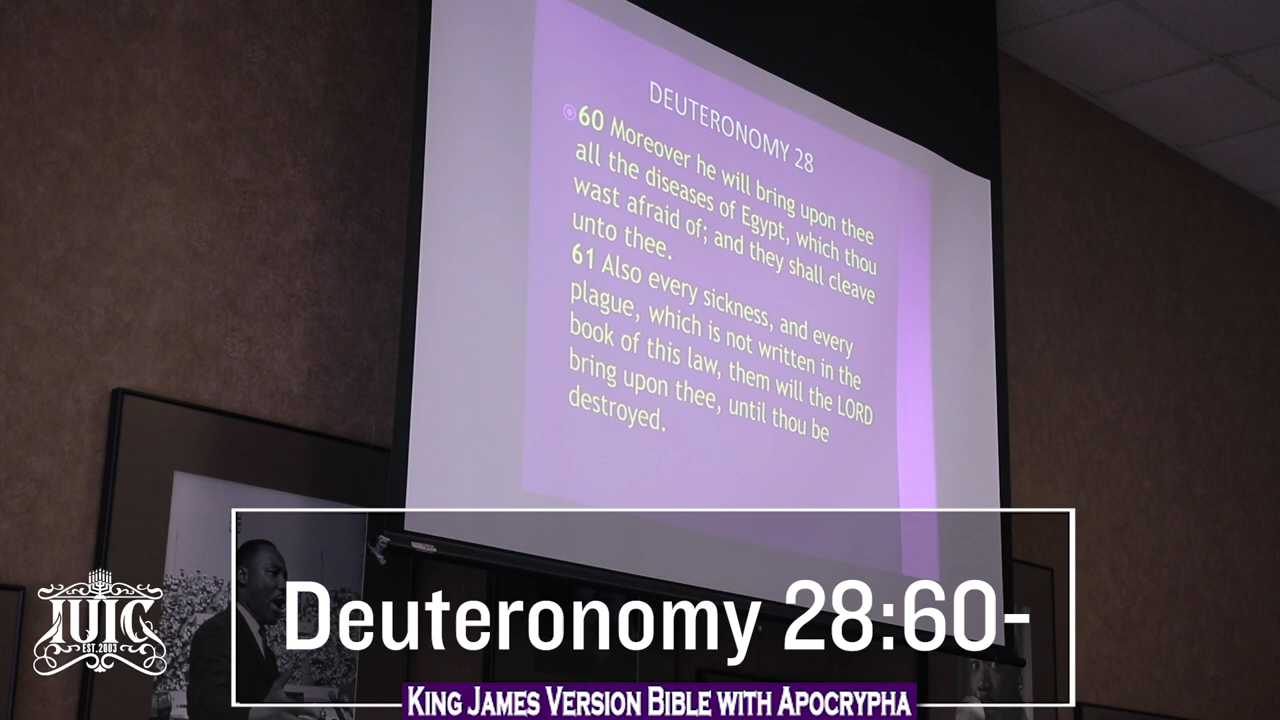 DEUTERONOMY 28
60 Moreover he will bring upon thee
all the diseases of Egypt, which thou
wast afraid of; and they shall cleave
unto thee.
61 Also every sickness, and every
plague, which is not written in the
book of this law, them will the LORD
bring upon thee, until thou be
destroyed.
IUIC
EST. 2003
Deuteronomy 28:60-
KING JAMES VERSION BIBLE WITH APOCRYPHA